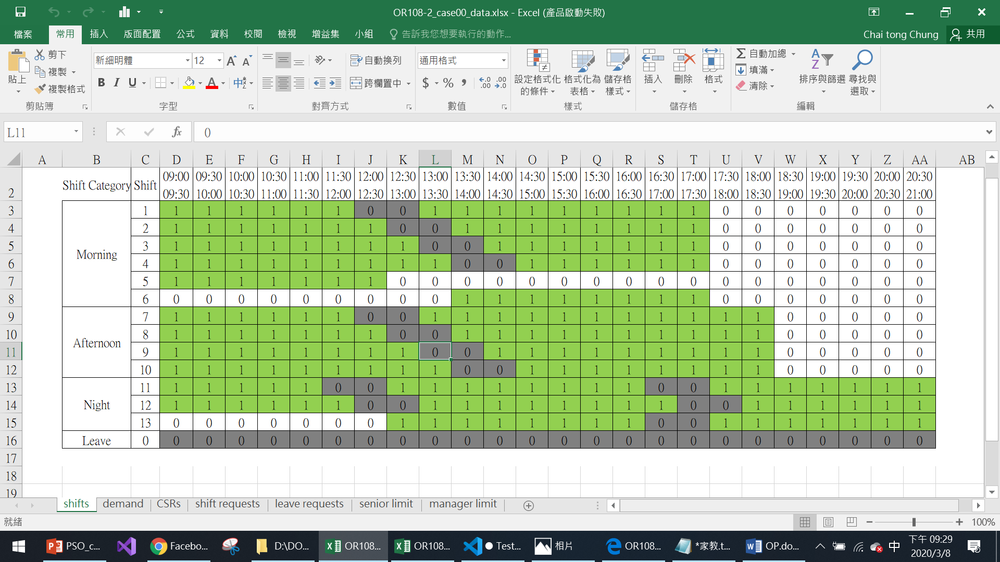 OR108-2_case00_data.xlsx - Excel (產品啟動失敗)
檔案 常用 插入 版面配置 公式 資料 校閱 檢視 增益集 小組 告訴我您想要執行的動作... Chai tong Chung 共用
貼上 剪下 複製 複製格式 剪貼簿
新細明體 12 A A B I U A 中 字型
自動換列 跨欄置中 對齊方式
通用格式 $ % , .00 .00 .0 .0 數值
設定格式化的條件 格式化為表格 儲存格樣式 樣式
插入 刪除 格式 儲存格
自動加總 填滿 清除 排序與篩選 尋找與選取 編輯
L11 fx 0
A B C D E F G H I J K L M N O P Q R S T U V W X Y Z AA AB
2 Shift Category Shift 09:00 09:30 10:00 10:30 11:00 11:30 12:00 12:30 13:00 13:30 14:00 14:30 15:00 15:30 16:00 16:30 17:00 17:30 18:00 18:30 19:00 19:30 20:00 20:30
09:30 10:00 10:30 11:00 11:30 12:00 12:30 13:00 13:30 14:00 14:30 15:00 15:30 16:00 16:30 17:00 17:30 18:00 18:30 19:00 19:30 20:00 20:30 21:00
3 1 1 1 1 1 1 1 0 0 1 1 1 1 1 1 1 1 1 0 0 0 0 0 0 0
4 2 1 1 1 1 1 1 1 0 0 1 1 1 1 1 1 1 1 0 0 0 0 0 0 0
5 Morning 3 1 1 1 1 1 1 1 1 0 0 1 1 1 1 1 1 1 0 0 0 0 0 0 0
6 4 1 1 1 1 1 1 1 1 1 0 0 1 1 1 1 1 1 0 0 0 0 0 0 0
7 5 1 1 1 1 1 1 1 0 0 0 0 0 0 0 0 0 0 0 0 0 0 0 0 0
8 6 0 0 0 0 0 0 0 0 0 1 1 1 1 1 1 1 1 0 0 0 0 0 0 0
9 7 1 1 1 1 1 1 0 0 1 1 1 1 1 1 1 1 1 1 1 0 0 0 0 0
10 Afternoon 8 1 1 1 1 1 1 1 0 0 1 1 1 1 1 1 1 1 1 1 0 0 0 0 0
11 9 1 1 1 1 1 1 1 1 0 0 1 1 1 1 1 1 1 1 1 0 0 0 0 0
12 10 1 1 1 1 1 1 1 1 1 0 0 1 1 1 1 1 1 1 1 0 0 0 0 0
13 11 1 1 1 1 1 0 0 1 1 1 1 1 1 1 1 0 0 1 1 1 1 1 1 1
14 Night 12 1 1 1 1 1 1 0 0 1 1 1 1 1 1 1 1 0 0 1 1 1 1 1 1
15 13 0 0 0 0 0 0 0 1 1 1 1 1 1 1 1 0 0 1 1 1 1 1 1 1
16 Leave 0 0 0 0 0 0 0 0 0 0 0 0 0 0 0 0 0 0 0 0 0 0 0 0 0
17
18
19
shifts demand CSRs shift requests leave requests senior limit manager limit
就緒 100%
PSO_c... Facebo... D:\DO... OR108... OR108... ● Test... 相片 OR108... *家教.t... OP.do... 中 下午 09:29
2020/3/8